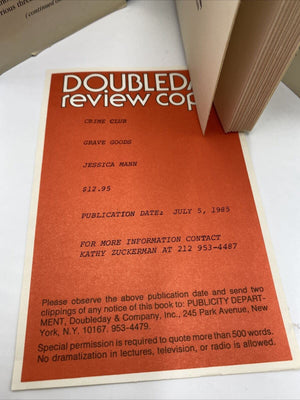 (continued
DOUBLEDA
review cop
CRIME CLUB
GRAVE GOODS
JESSICA MANN
$12.95
PUBLICATION DATE: JULY 5, 1985
FOR MORE INFORMATION CONTACT
KATHY ZUCKERMAN AT 212 953-4487
Please observe the above publication date and send two
clippings of any notice of this book to: PUBLICITY DEPART-
MENT, Doubleday & Company, Inc., 245 Park Avenue, New
York, N.Y. 10167. 953-4479.
Special permission is required to quote more than 500 words.
No dramatization in lectures, television, or radio is allowed.